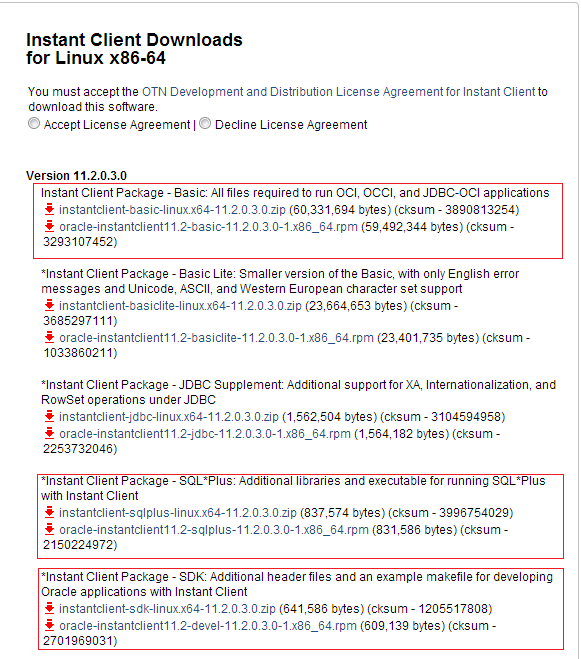 Instant Client Downloads
for Linux x86-64
You must accept the OTN Development and Distribution License Agreement for Instant Client to
download this software.
Accept License Agreement | Decline License Agreement
Version 11.2.0.3.0
Instant Client Package - Basic: All files required to run OCI, OCCI, and JDBC-OCI applications
instantclient-basic-linux.x64-11.2.0.3.0.zip (60,331,694 bytes) (cksum - 3890813254)
oracle-instantclient11.2-basic-11.2.0.3.0-1.x86_64.rpm (59,492,344 bytes) (cksum -
3293107452)
*Instant Client Package - Basic Lite: Smaller version of the Basic, with only English error
messages and Unicode, ASCII, and Western European character set support
instantclient-basiclite-linux.x64-11.2.0.3.0.zip (23,664,653 bytes) (cksum -
3685297111)
oracle-instantclient11.2-basiclite-11.2.0.3.0-1.x86_64.rpm (23,401,735 bytes) (cksum -
1033860211)
*Instant Client Package - JDBC Supplement: Additional support for XA, Internationalization, and
RowSet operations under JDBC
instantclient-jdbc-linux.x64-11.2.0.3.0.zip (1,562,504 bytes) (cksum - 3104594958)
oracle-instantclient11.2-jdbc-11.2.0.3.0-1.x86_64.rpm (1,564,182 bytes) (cksum -
2253732046)
*Instant Client Package - SQL*Plus: Additional libraries and executable for running SQL*Plus
with Instant Client
instantclient-sqlplus-linux.x64-11.2.0.3.0.zip (837,574 bytes) (cksum - 3996754029)
oracle-instantclient11.2-sqlplus-11.2.0.3.0-1.x86_64.rpm (831,586 bytes) (cksum -
2150224972)
*Instant Client Package - SDK: Additional header files and an example makefile for developing
Oracle applications with Instant Client
instantclient-sdk-linux.x64-11.2.0.3.0.zip (641,586 bytes) (cksum - 1205517808)
oracle-instantclient11.2-devel-11.2.0.3.0-1.x86_64.rpm (609,139 bytes) (cksum -
2701969031)